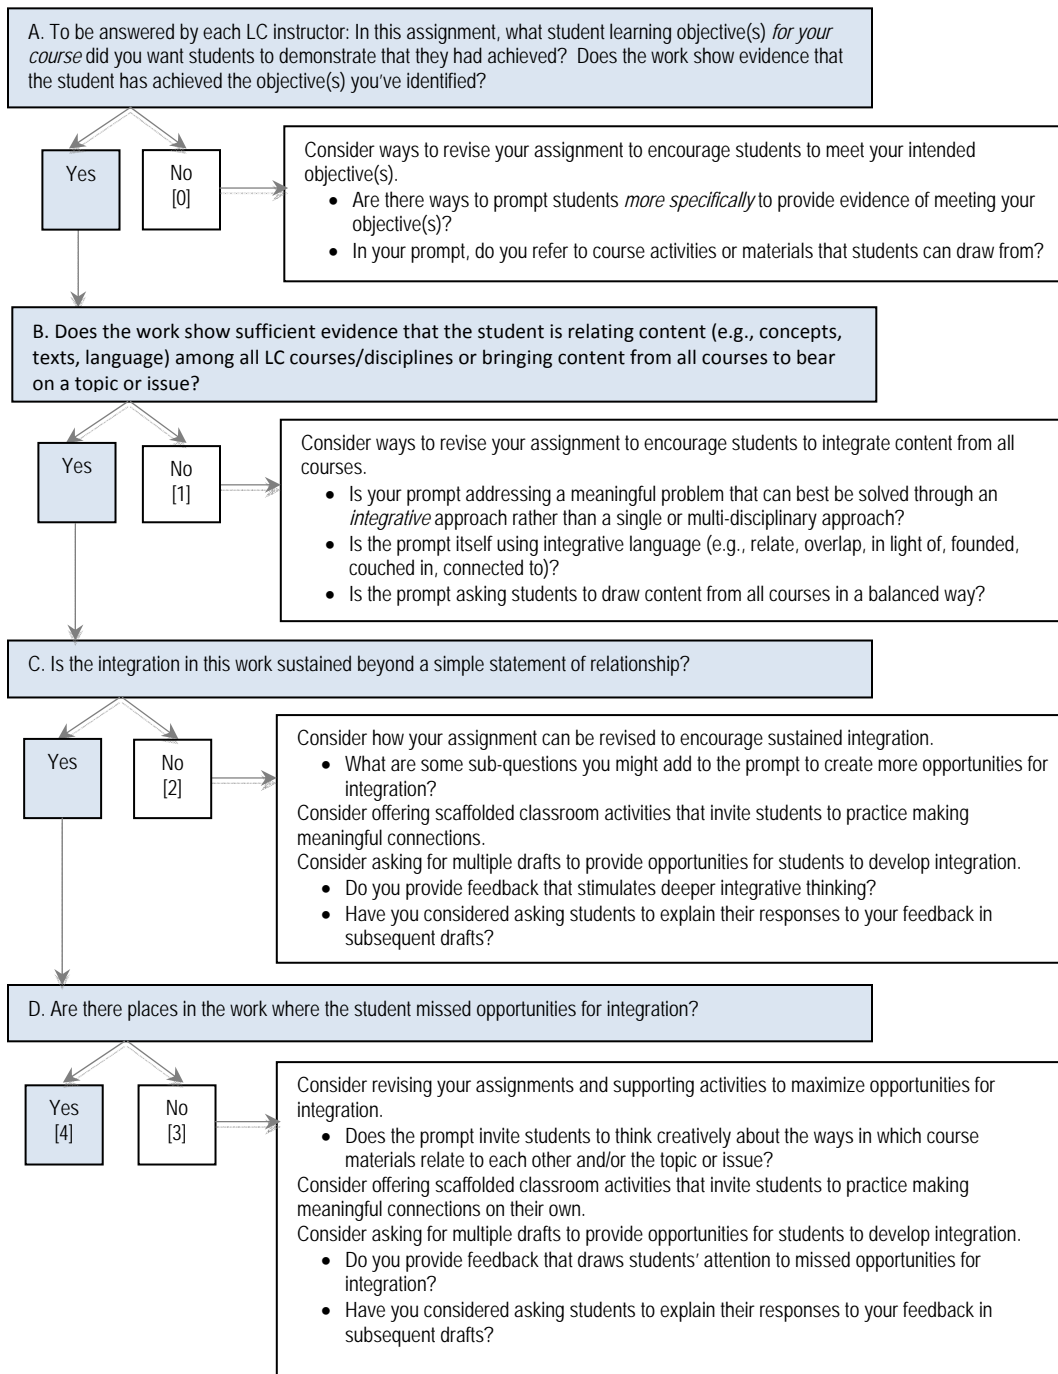 A. To be answered by each LC instructor: In this assignment, what student learning objective(s) for your
course did you want students to demonstrate that they had achieved?  Does the work show evidence that
the student has achieved the objective(s) you've identified?
Yes
No
[0]
Consider ways to revise your assignment to encourage students to meet your intended
objective(s).
• Are there ways to prompt students more specifically to provide evidence of meeting your
objective(s)?
• In your prompt, do you refer to course activities or materials that students can draw from?
B. Does the work show sufficient evidence that the student is relating content (e.g., concepts,
texts, language) among all LC courses/disciplines or bringing content from all courses to bear
on a topic or issue?
Yes
No
[1]
Consider ways to revise your assignment to encourage students to integrate content from all
courses.
• Is your prompt addressing a meaningful problem that can best be solved through an
integrative approach rather than a single or multi-disciplinary approach?
• Is the prompt itself using integrative language (e.g., relate, overlap, in light of, founded,
couched in, connected to)?
• Is the prompt asking students to draw content from all courses in a balanced way?
C. Is the integration in this work sustained beyond a simple statement of relationship?
Yes
No
[2]
Consider how your assignment can be revised to encourage sustained integration.
• What are some sub-questions you might add to the prompt to create more opportunities for
integration?
Consider offering scaffolded classroom activities that invite students to practice making
meaningful connections.
Consider asking for multiple drafts to provide opportunities for students to develop integration.
• Do you provide feedback that stimulates deeper integrative thinking?
• Have you considered asking students to explain their responses to your feedback in
subsequent drafts?
D. Are there places in the work where the student missed opportunities for integration?
Yes
[4]
No
[3]
Consider revising your assignments and supporting activities to maximize opportunities for
integration.
• Does the prompt invite students to think creatively about the ways in which course
materials relate to each other and/or the topic or issue?
Consider offering scaffolded classroom activities that invite students to practice making
meaningful connections on their own.
Consider asking for multiple drafts to provide opportunities for students to develop integration.
• Do you provide feedback that draws students' attention to missed opportunities for
integration?
• Have you considered asking students to explain their responses to your feedback in
subsequent drafts?